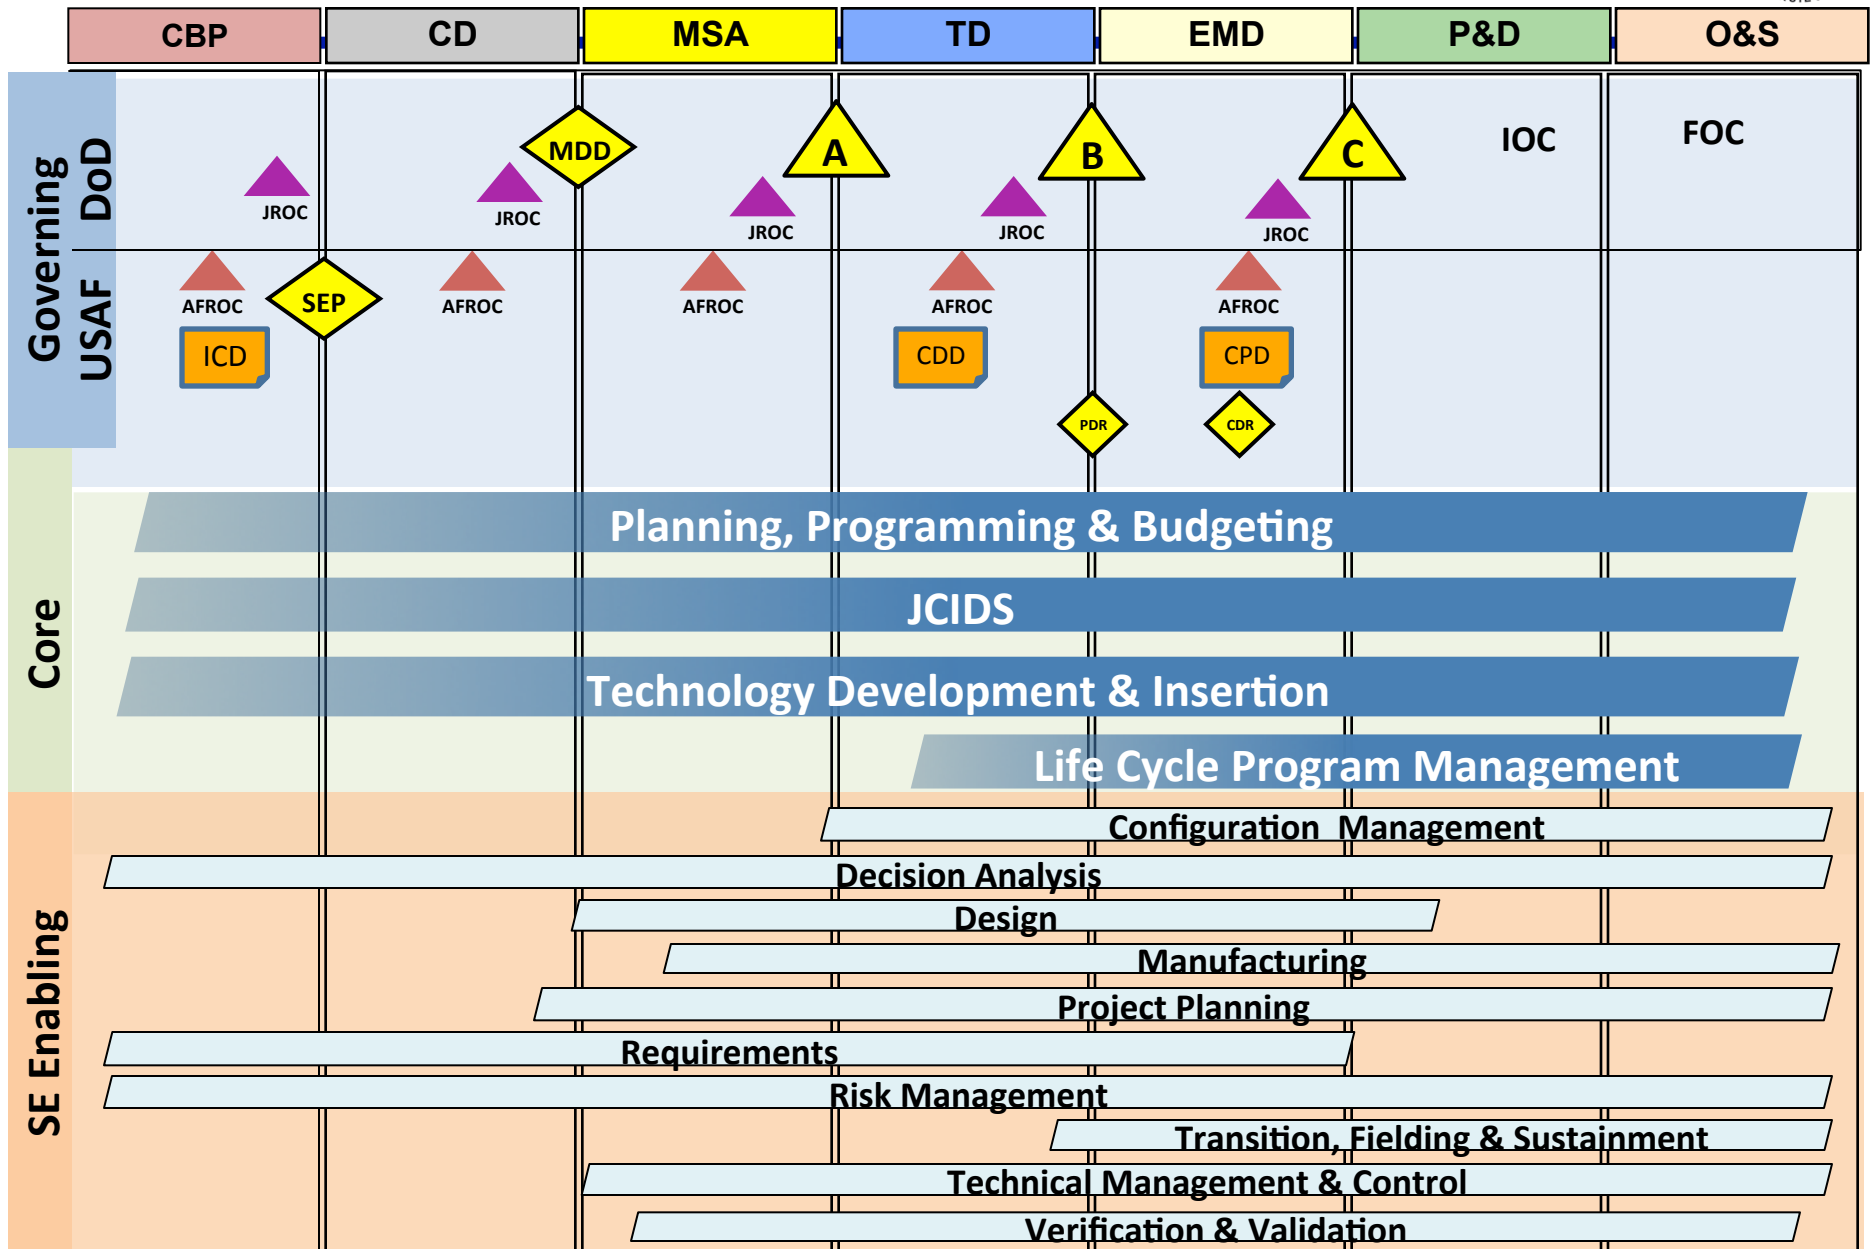 CBP
CD
MSA
TD
EMD
P&D
O&S
Governing
DoD
USAF
MDD
A
B
C
IOC
FOC
JROC
JROC
JROC
JROC
JROC
AFROC
SEP
AFROC
AFROC
AFROC
AFROC
ICD
CDD
CPD
PDR
CDR
Core
Planning, Programming & Budgeting
JCIDS
Technology Development & Insertion
Life Cycle Program Management
SE Enabling
Configuration Management
Decision Analysis
Design
Manufacturing
Project Planning
Requirements
Risk Management
Transition, Fielding & Sustainment
Technical Management & Control
Verification & Validation